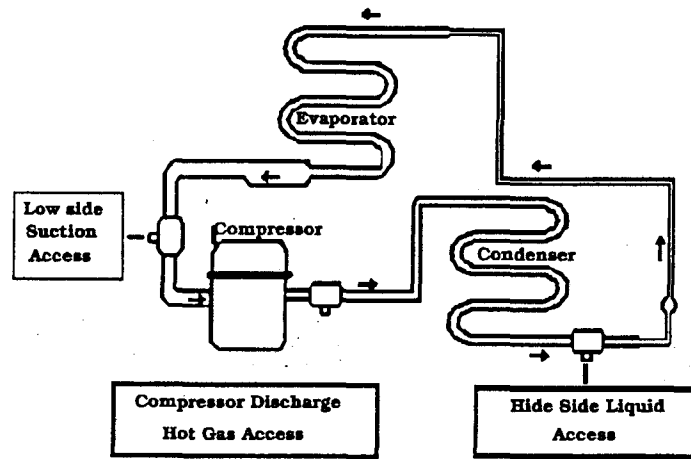 Evaporator
Low side
Suction
Access
Compressor
Condenser
Compressor Discharge
Hot Gas Access
Hide Side Liquid
Access